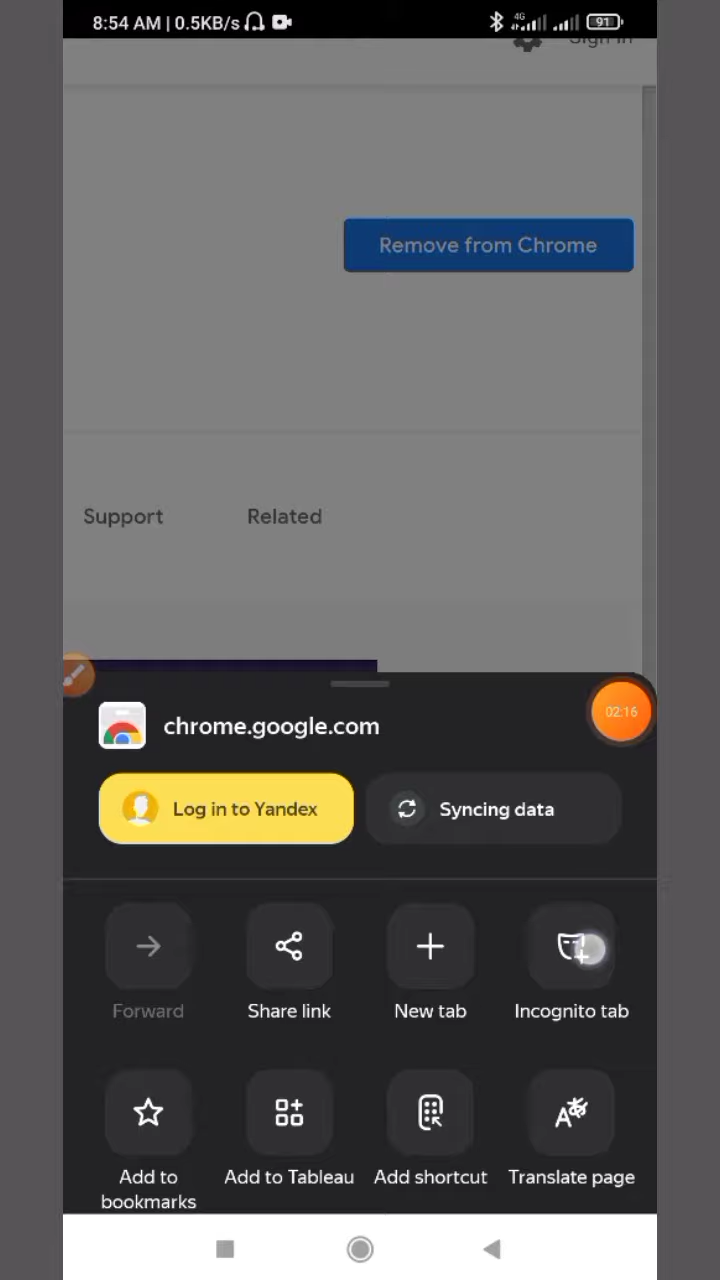 8:54 AM | 0.5KB/s 4G 91
Sign in
Remove from Chrome
Support Related
chrome.google.com
02:16
Log in to Yandex Syncing data
Forward Share link New tab Incognito tab
Add to bookmarks Add to Tableau Add shortcut Translate page